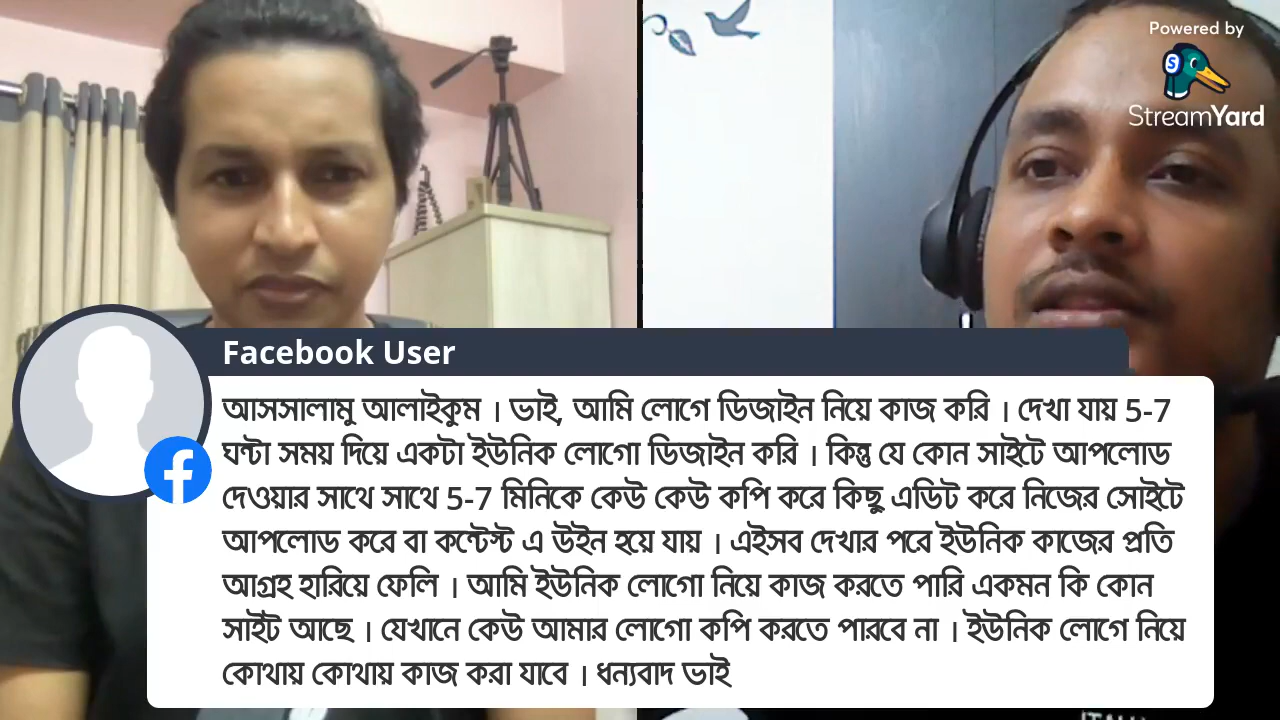 Powered by
StreamYard
Facebook User
আসসালামু আলাইকুম । ভাই, আমি লোগে ডিজাইন নিয়ে কাজ করি । দেখা যায় 5-7
ঘন্টা সময় দিয়ে একটা ইউনিক লোগো ডিজাইন করি । কিন্তু যে কোন সাইটে আপলোড
দেওয়ার সাথে সাথে 5-7 মিনিকে কেউ কেউ কপি করে কিছু এডিট করে নিজের সোইটে
আপলোড করে বা কন্টেস্ট এ উইন হয়ে যায় । এইসব দেখার পরে ইউনিক কাজের প্রতি
আগ্রহ হারিয়ে ফেলি । আমি ইউনিক লোগো নিয়ে কাজ করতে পারি একমন কি কোন
সাইট আছে । যেখানে কেউ আমার লোগো কপি করতে পারবে না । ইউনিক লোগে নিয়ে
কোথায় কোথায় কাজ করা যাবে । ধন্যবাদ ভাই